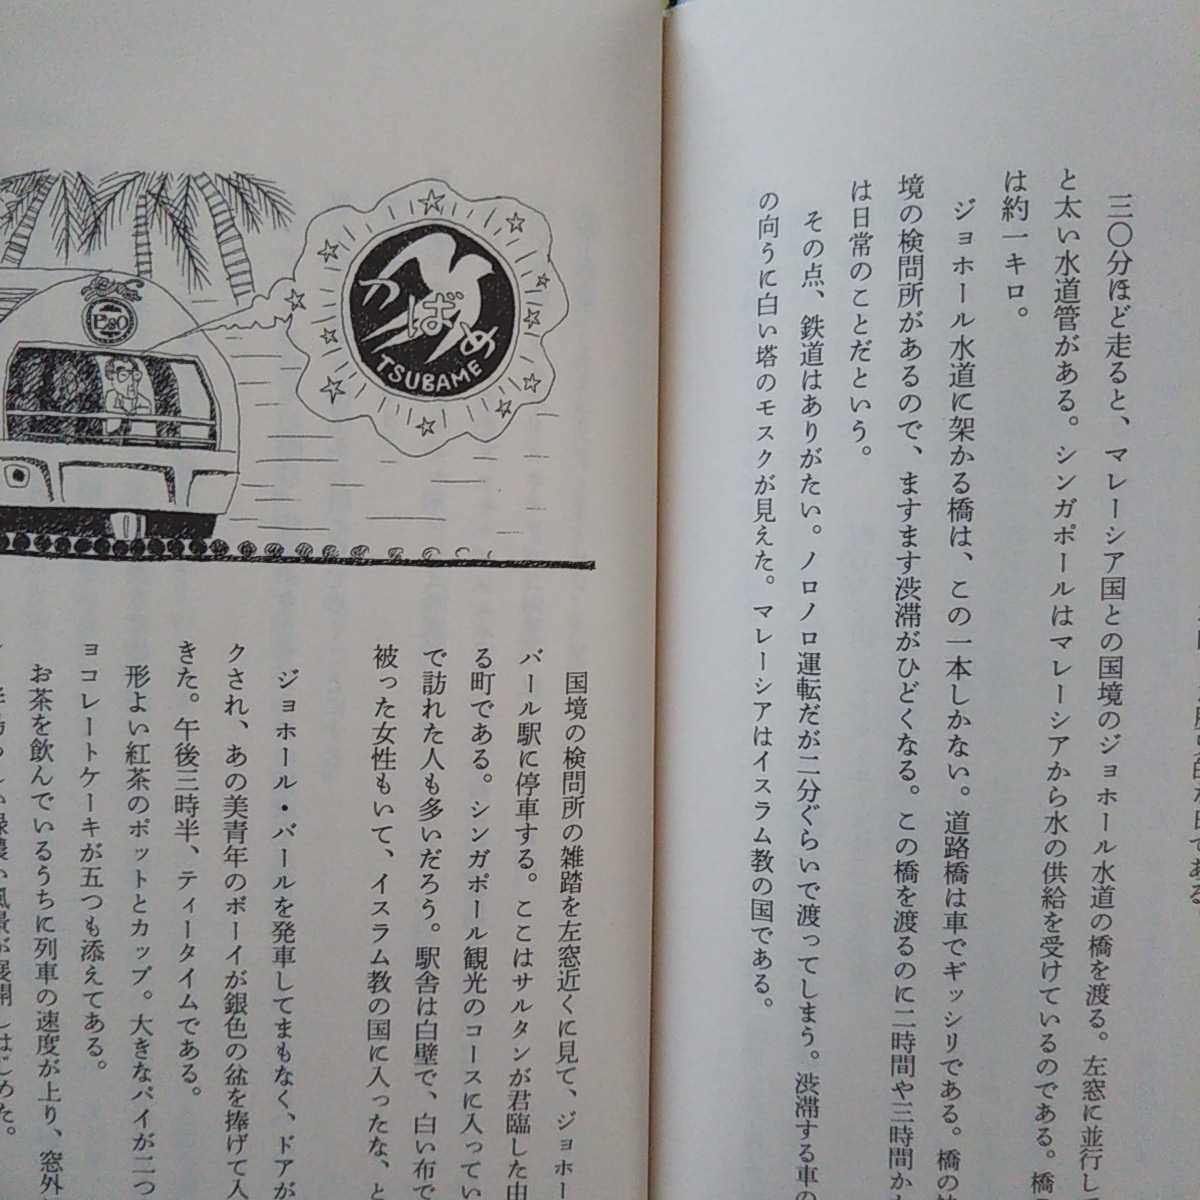 三〇分ほど走ると、マレーシア国との国境のジョホール水道の橋を渡る。左窓に並行し
と太い水道管がある。シンガポールはマレーシアから水の供給を受けているのである。橋
は約一キロ。
ジョホール水道に架かる橋は、この一本しかない。道路橋は車でギッシリである。橋の
境の検問所があるので、ますます渋滞がひどくなる。この橋を渡るのに二時間や三時間か
は日常のことだという。
その点、鉄道はありがたい。ノロノロ運転だが二分ぐらいで渡ってしまう。渋滞する車の
の向うに白い塔のモスクが見えた。マレーシアはイスラム教の国である。
つばめ
TSUBAME
P&O
国境の検問所の雑踏を左窓近くに見て、ジョホー
バール駅に停車する。ここはサルタンが君臨した由
る町である。シンガポール観光のコースに入ってい
で訪れた人も多いだろう。駅舎は白壁で、白い布で
被った女性もいて、イスラム教の国に入ったな、と
ジョホール・バールを発車してまもなく、ドアが
クされ、あの美青年のボーイが銀色の盆を捧げて入
きた。午後三時半、ティータイムである。
形よい紅茶のポットとカップ。大きなパイが二つ
ョコレートケーキが五つも添えてある。
お茶を飲んでいるうちに列車の速度が上り、窓外
風景が展開しはじめた。